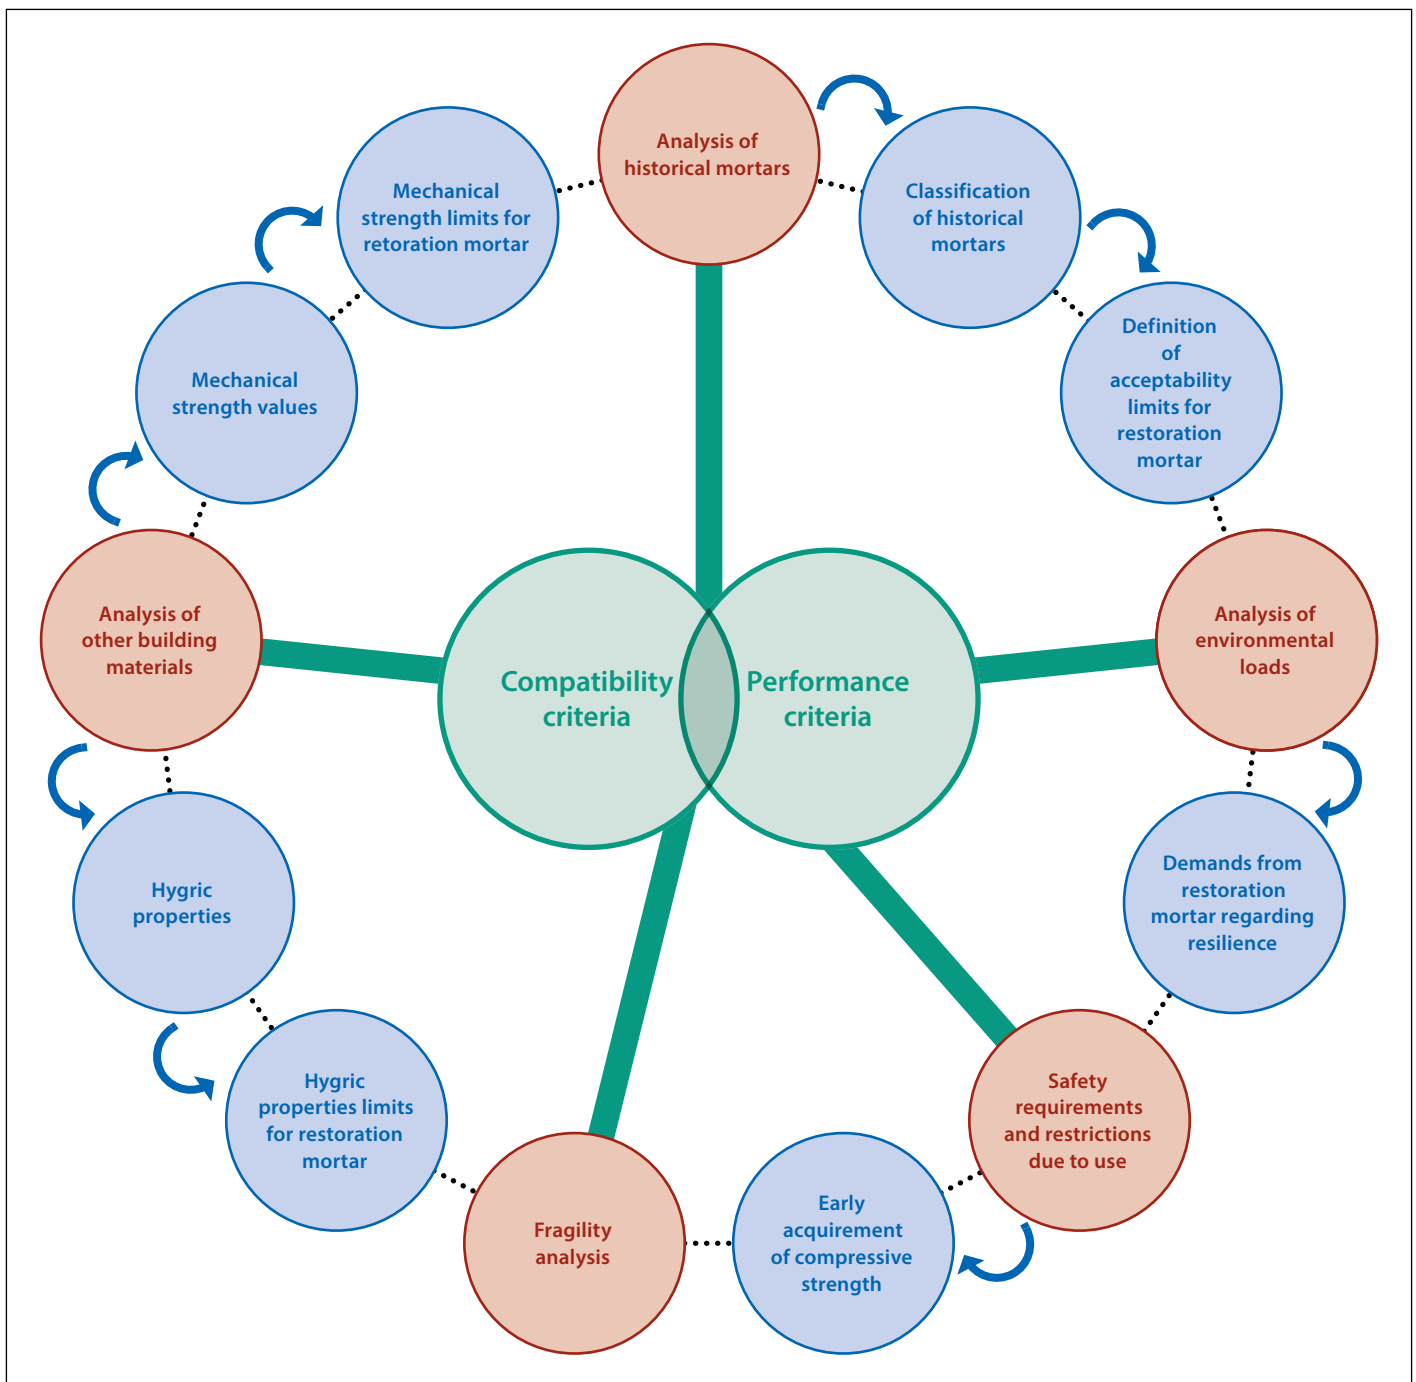 Analysis of
historical mortars
Classification
of historical
mortars
Definition
of
acceptability
limits for
restoration
mortar
Analysis of
environmental
loads
Demands from
restoration
mortar regarding
resilience
Safety
requirements
and restrictions
due to use
Early
acquirement
of compressive
strength
Fragility
analysis
Hygric
properties limits
for restoration
mortar
Hygric
properties
Analysis of
other building
materials
Mechanical
strength values
Mechanical
strength limits for
retoration mortar
Compatibility
criteria
Performance
criteria